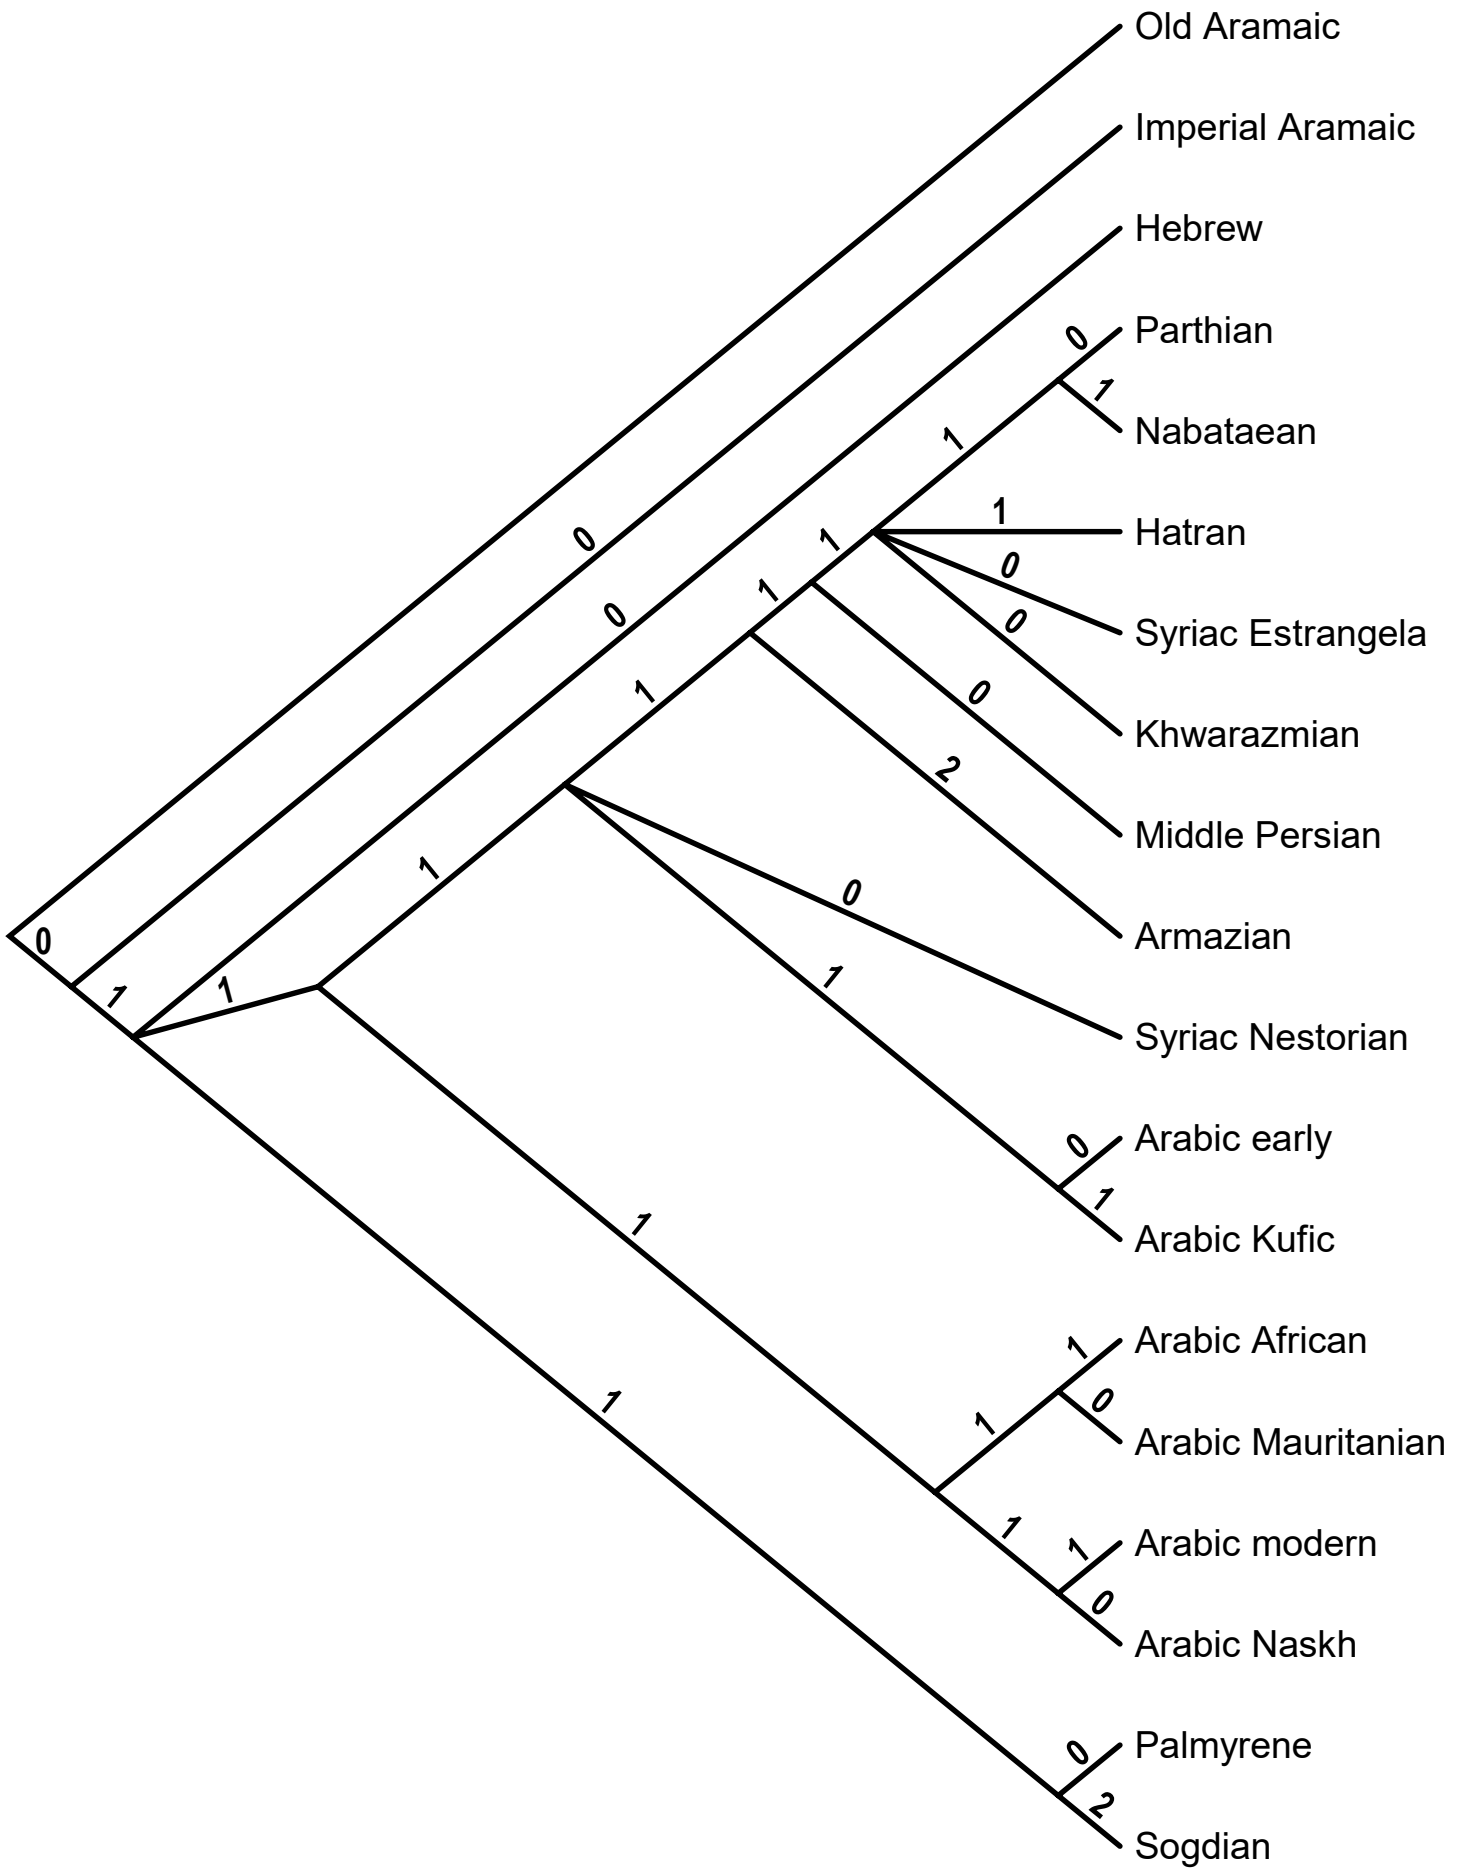 Old Aramaic
Imperial Aramaic
Hebrew
0
Parthian
1
Nabataean
1
1
Hatran
1
0
0
Syriac Estrangela
0
1
0
Khwarazmian
1
0
2
Middle Persian
1
0
Armazian
0
1
1
1
Syriac Nestorian
0
Arabic early
1
Arabic Kufic
1
1
Arabic African
0
1
1
Arabic Mauritanian
1
1
Arabic modern
0
Arabic Naskh
0
Palmyrene
2
Sogdian